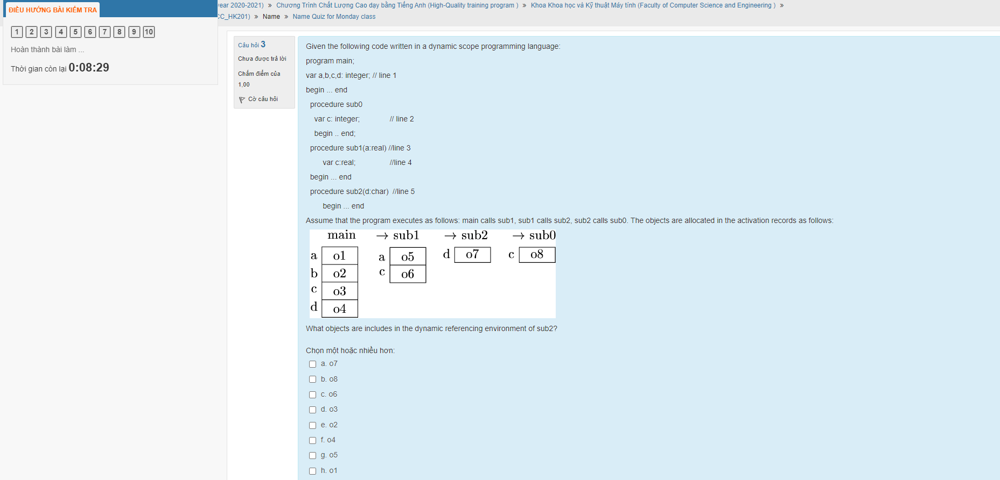 ĐIỀU HƯỚNG BÀI KIỂM TRA
1 2 3 4 5 6 7 8 9 10
Hoàn thành bài làm ...
Thời gian còn lại 0:08:29
year 2020-2021) » Chương Trình Chất Lượng Cao dạy bằng Tiếng Anh (High-Quality training program ) » Khoa Khoa học và Kỹ thuật Máy tính (Faculty of Computer Science and Engineering ) »
CC_HK201) » Name » Name Quiz for Monday class
Câu hỏi 3
Chưa được trả lời
Chấm điểm của
1,00
Cờ câu hỏi
Given the following code written in a dynamic scope programming language:
program main;
var a,b,c,d: integer; // line 1
begin ... end
procedure sub0
var c: integer; // line 2
begin .. end;
procedure sub1(a:real) //line 3
var c:real; //line 4
begin ... end
procedure sub2(d:char) //line 5
begin ... end
Assume that the program executes as follows: main calls sub1, sub1 calls sub2, sub2 calls sub0. The objects are allocated in the activation records as follows:
main → sub1 → sub2 → sub0
a o1 a o5 d o7 c o8
b o2 c o6
c o3
d o4
What objects are includes in the dynamic referencing environment of sub2?
Chọn một hoặc nhiều hơn:
a. o7
b. o8
c. o6
d. o3
e. o2
f. o4
g. o5
h. o1